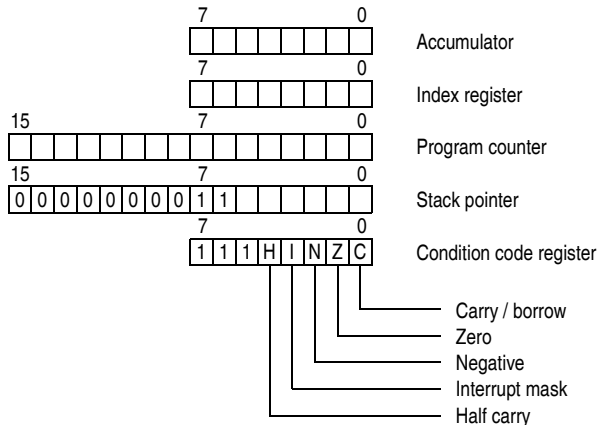 7 0
Accumulator
7 0
Index register
15 7 0
Program counter
15 7 0
0 0 0 0 0 0 0 0 1 1 Stack pointer
7 0
1 1 1 H I N Z C Condition code register
Carry / borrow
Zero
Negative
Interrupt mask
Half carry